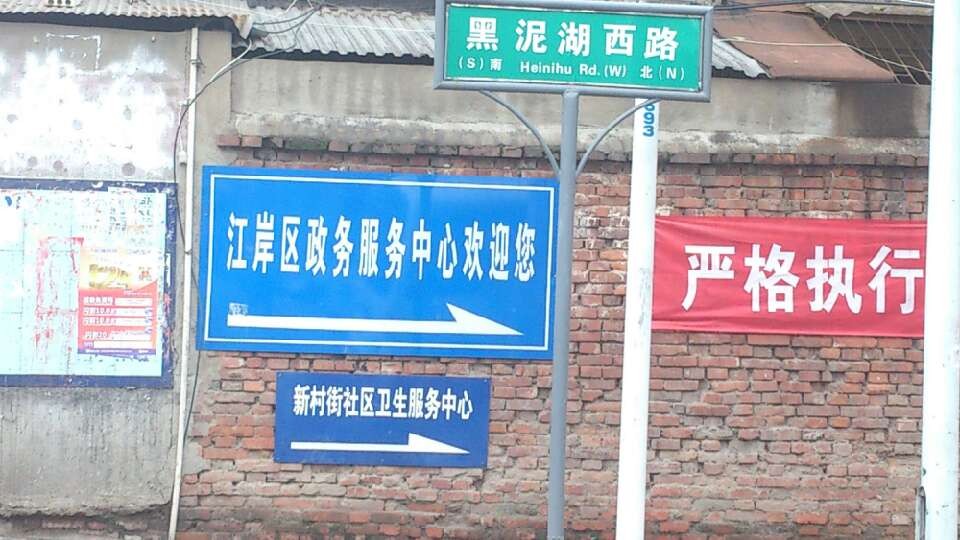 黑泥湖西路
(S)南 Heinihu Rd.(W) 北(N)
693
江岸区政务服务中心欢迎您
严格执行
新村街社区卫生服务中心